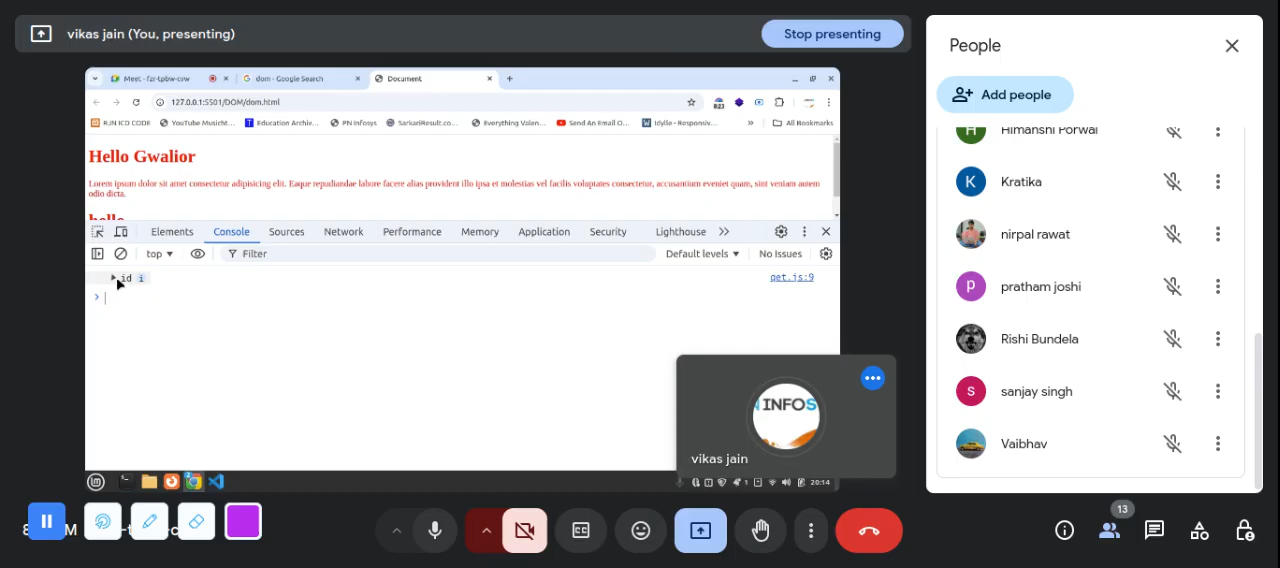 vikas jain (You, presenting)
Stop presenting
People
Add people
Himanshi Porwal
Kratika
nirpal rawat
pratham joshi
Rishi Bundela
sanjay singh
Vaibhav
Meet - fzr-tpbw-csw
dom - Google Search
Document
127.0.0.1:5501/DOM/dom.html
RJN ICD CODE
YouTube Musicht...
Education Archiv...
PN Infosys
SarkariResult.co...
Everything Valen...
Send An Email O...
Idylle - Responsiv...
All Bookmarks
Hello Gwalior
Lorem ipsum dolor sit amet consectetur adipisicing elit. Eaque repudiandae labore facere alias provident illo ipsa et molestias vel facilis voluptates consectetur, accusantium eveniet quam, sint veniam autem
odio dicta.
hello
Elements
Console
Sources
Network
Performance
Memory
Application
Security
Lighthouse
top
Filter
Default levels
No Issues
id i
get.js:9
INFOS
vikas jain
20:14
13